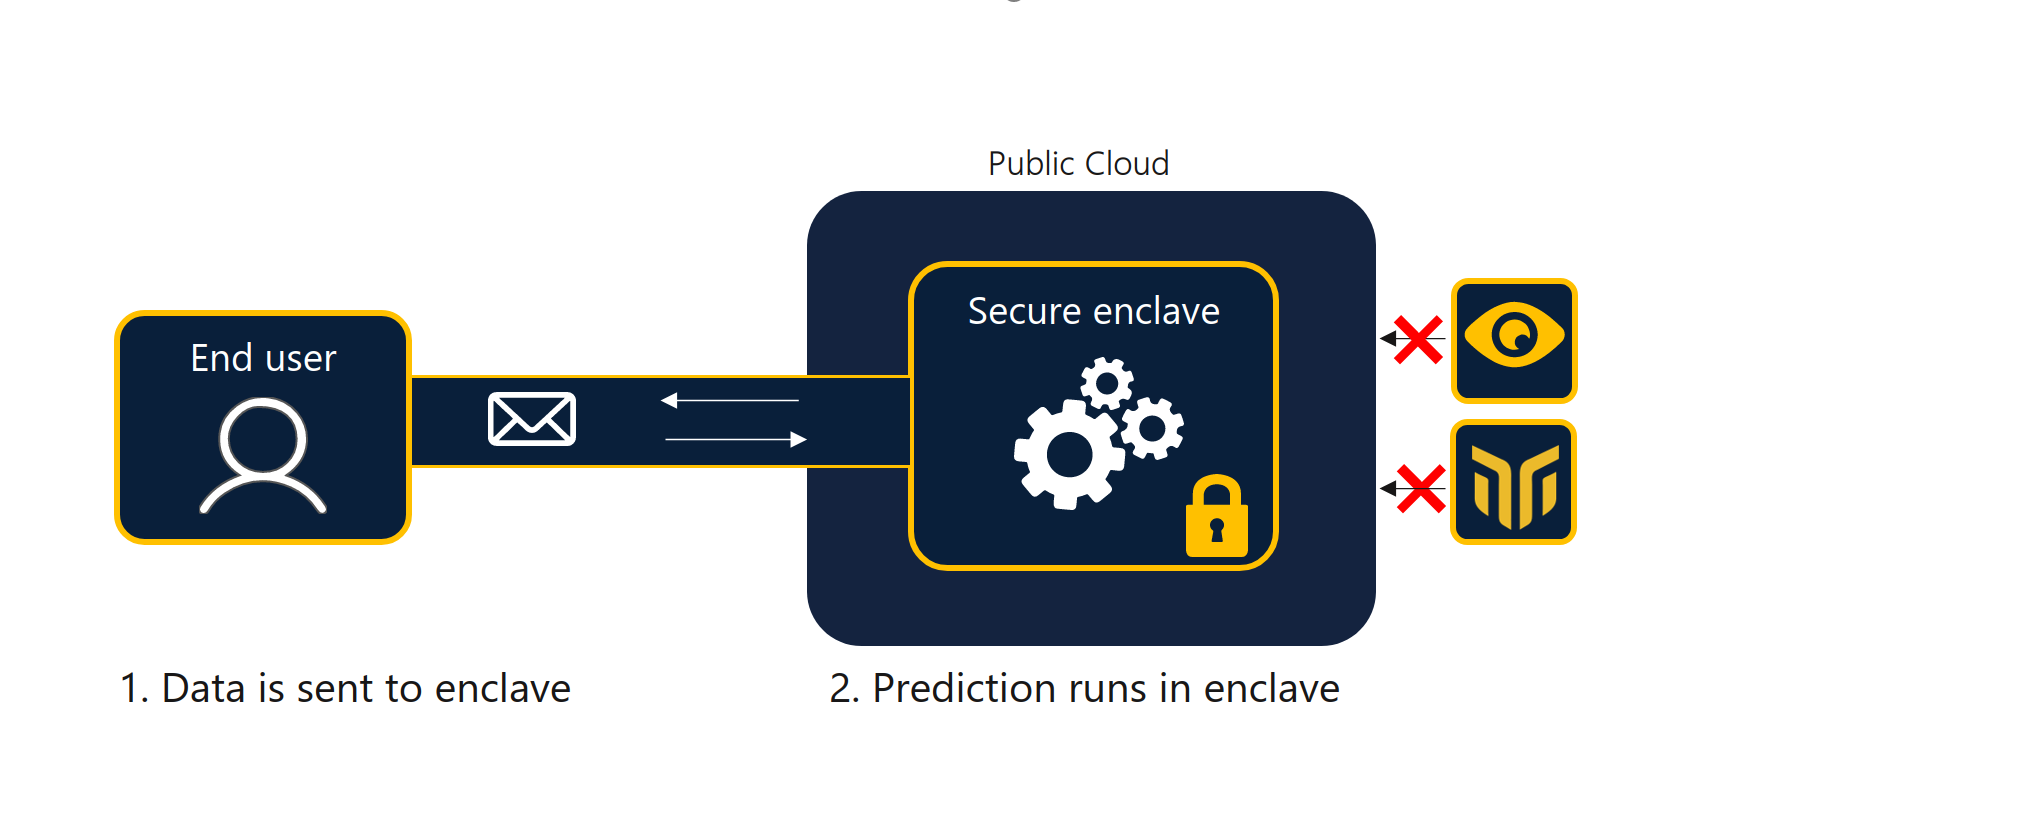 Public Cloud
Secure enclave
End user
1. Data is sent to enclave
2. Prediction runs in enclave